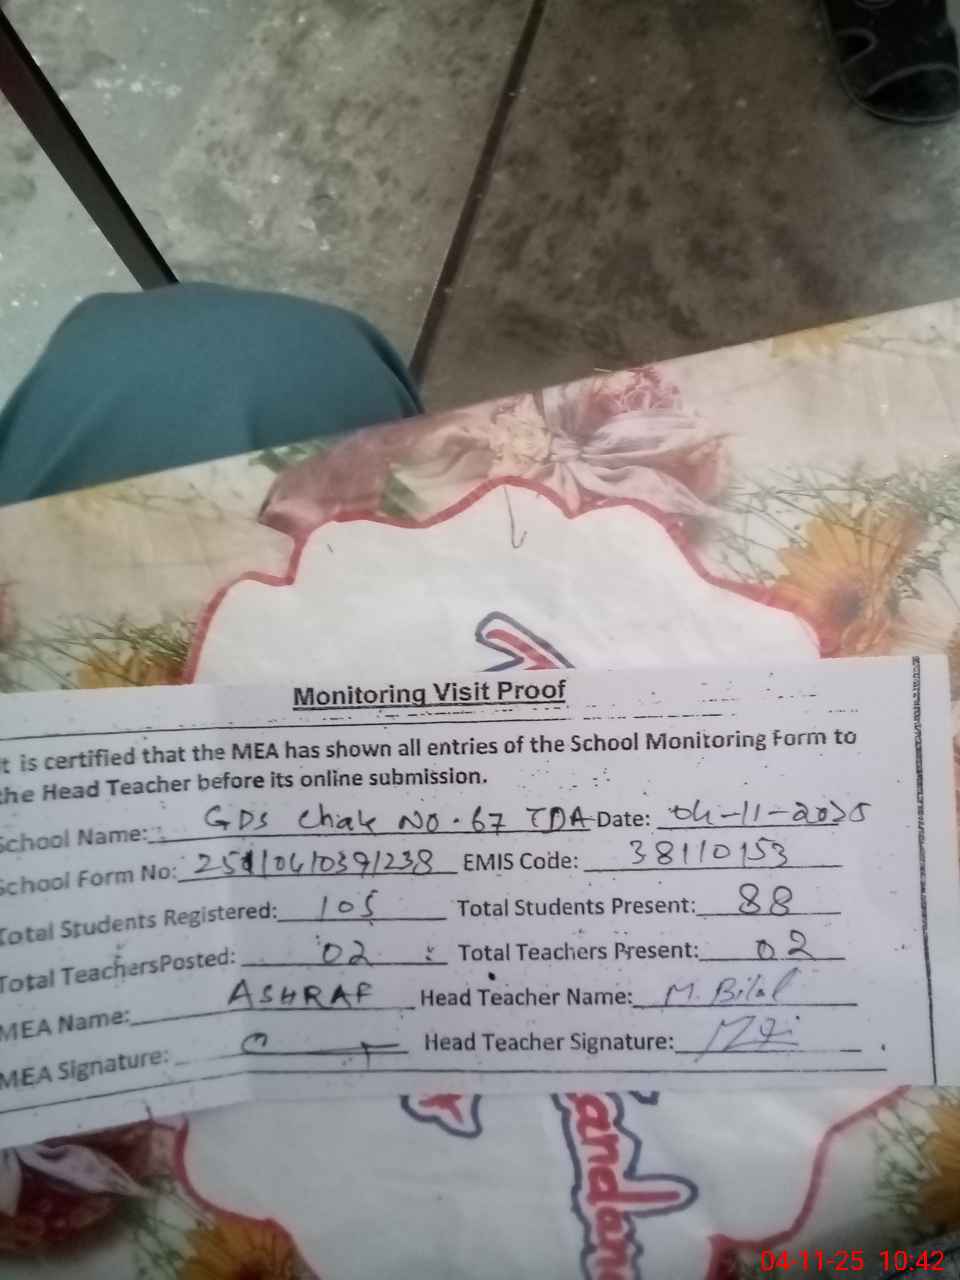 Monitoring Visit Proof
t is certified that the MEA has shown all entries of the School Monitoring Form to
the Head Teacher before its online submission.
School Name: GDS Chak No. 67 TDA Date: 04-11-2025
School Form No: EMIS Code: 38110153
Total Students Registered: 105 Total Students Present: 88
Total TeachersPosted: 02 Total Teachers Present: 02
MEA Name: ASHRAF Head Teacher Name: M. Bilal
MEA Signature: Head Teacher Signature:
and
04-11-25 10:42